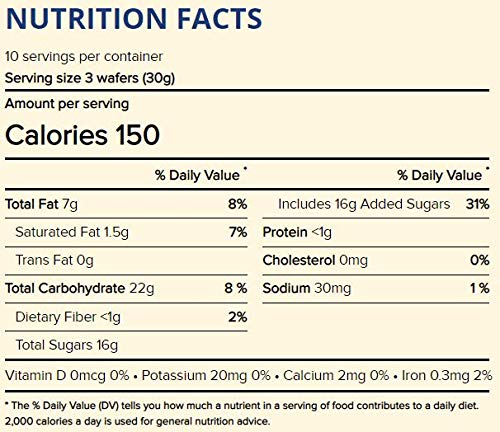 NUTRITION FACTS
10 servings per container
Serving size 3 wafers (30g)
Amount per serving
Calories 150
% Daily Value *
Total Fat 7g 8%
Saturated Fat 1.5g 7%
Trans Fat 0g
Total Carbohydrate 22g 8 %
Dietary Fiber <1g 2%
Total Sugars 16g
% Daily Value *
Includes 16g Added Sugars 31%
Protein <1g
Cholesterol 0mg 0%
Sodium 30mg 1 %
Vitamin D 0mcg 0% • Potassium 20mg 0% • Calcium 2mg 0% • Iron 0.3mg 2%
* The % Daily Value (DV) tells you how much a nutrient in a serving of food contributes to a daily diet.
2,000 calories a day is used for general nutrition advice.